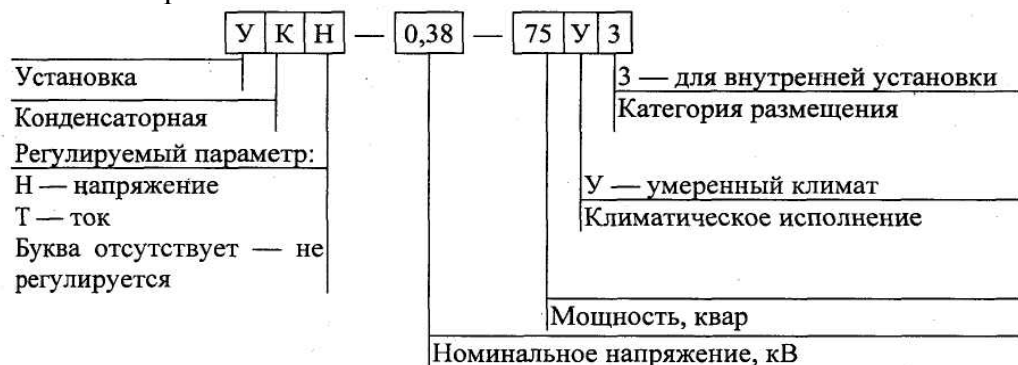 УКН — 0,38 — 75 У 3
Установка
3 — для внутренней установки
Конденсаторная
Категория размещения
Регулируемый параметр:
Н — напряжение
У — умеренный климат
Т — ток
Климатическое исполнение
Буква отсутствует — не
регулируется
Мощность, квар
Номинальное напряжение, кВ